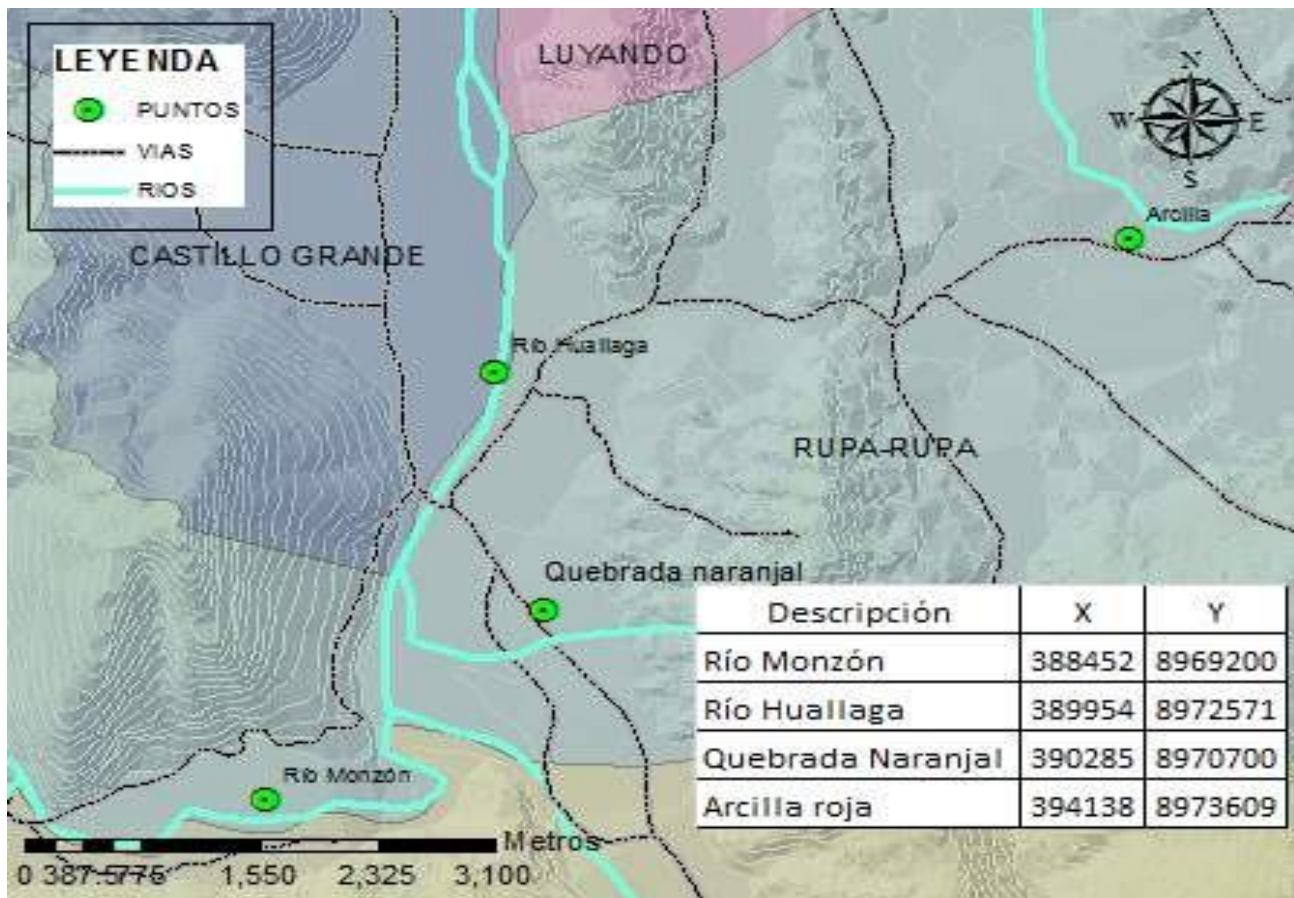 LEYENDA
PUNTOS
VIAS
RIOS
LUYANDO
N
W E
S
Arcilla
CASTILLO GRANDE
Río Huallaga
RUPA-RUPA
Quebrada naranjal
Río Monzón
Descripción X Y
Río Monzón 388452 8969200
Río Huallaga 389954 8972571
Quebrada Naranjal 390285 8970700
Arcilla roja 394138 8973609
Metros
0 387.5775 1,550 2,325 3,100